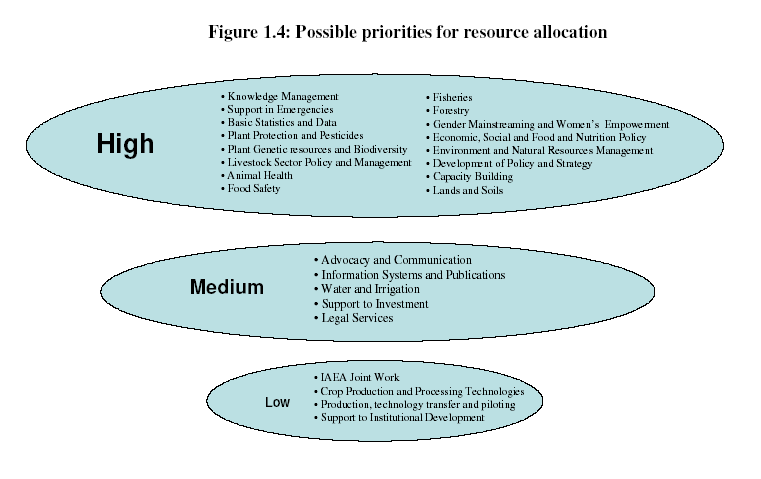 Figure 1.4: Possible priorities for resource allocation
High
• Knowledge Management
• Support in Emergencies
• Basic Statistics and Data
• Plant Protection and Pesticides
• Plant Genetic resources and Biodiversity
• Livestock Sector Policy and Management
• Animal Health
• Food Safety
• Fisheries
• Forestry
• Gender Mainstreaming and Women's Empowerment
• Economic, Social and Food and Nutrition Policy
• Environment and Natural Resources Management
• Development of Policy and Strategy
• Capacity Building
• Lands and Soils
Medium
• Advocacy and Communication
• Information Systems and Publications
• Water and Irrigation
• Support to Investment
• Legal Services
Low
• IAEA Joint Work
• Crop Production and Processing Technologies
• Production, technology transfer and piloting
• Support to Institutional Development